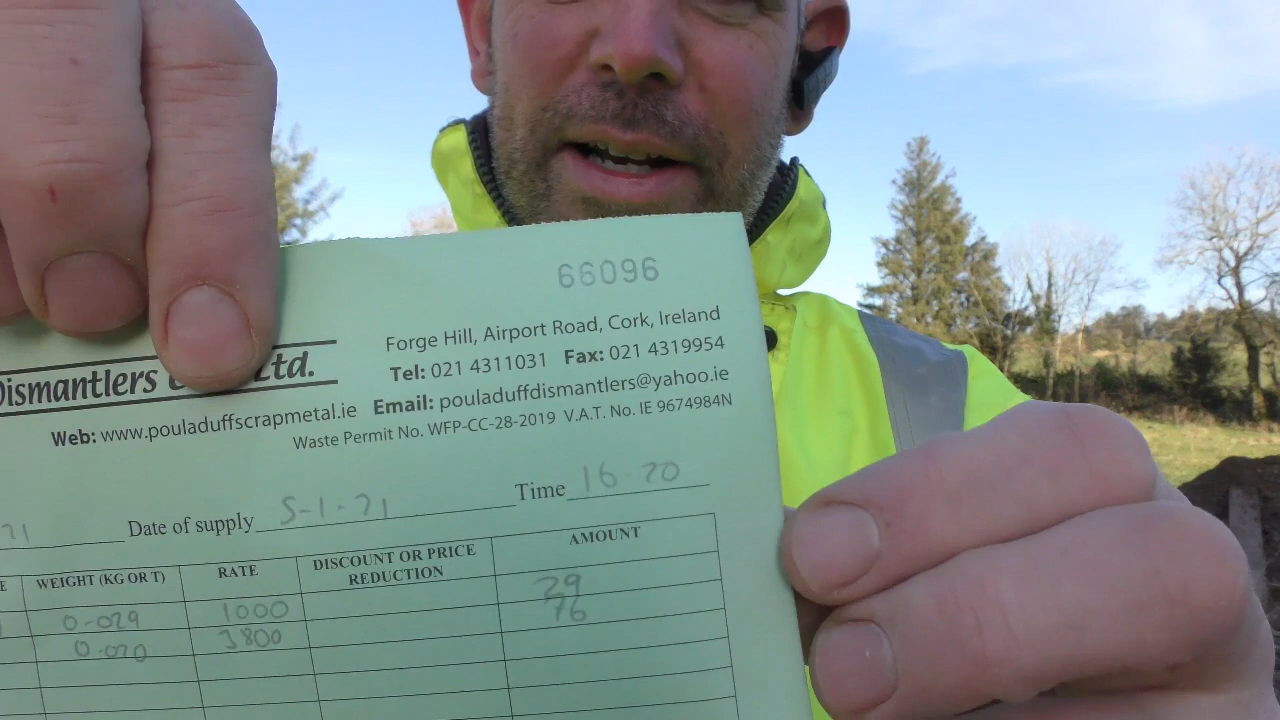 66096
Forge Hill, Airport Road, Cork, Ireland
Tel: 021 4311031 Fax: 021 4319954
Dismantlers Ltd.
Web: www.pouladuffscrapmetal.ie Email: pouladuffdismantlers@yahoo.ie
Waste Permit No. WFP-CC-28-2019 V.A.T. No. IE 9674984N
21 Date of supply 5-1-21 Time 16.20
WEIGHT (KG OR T) RATE DISCOUNT OR PRICE REDUCTION AMOUNT
0-029 1000 29
0.020 3800 76